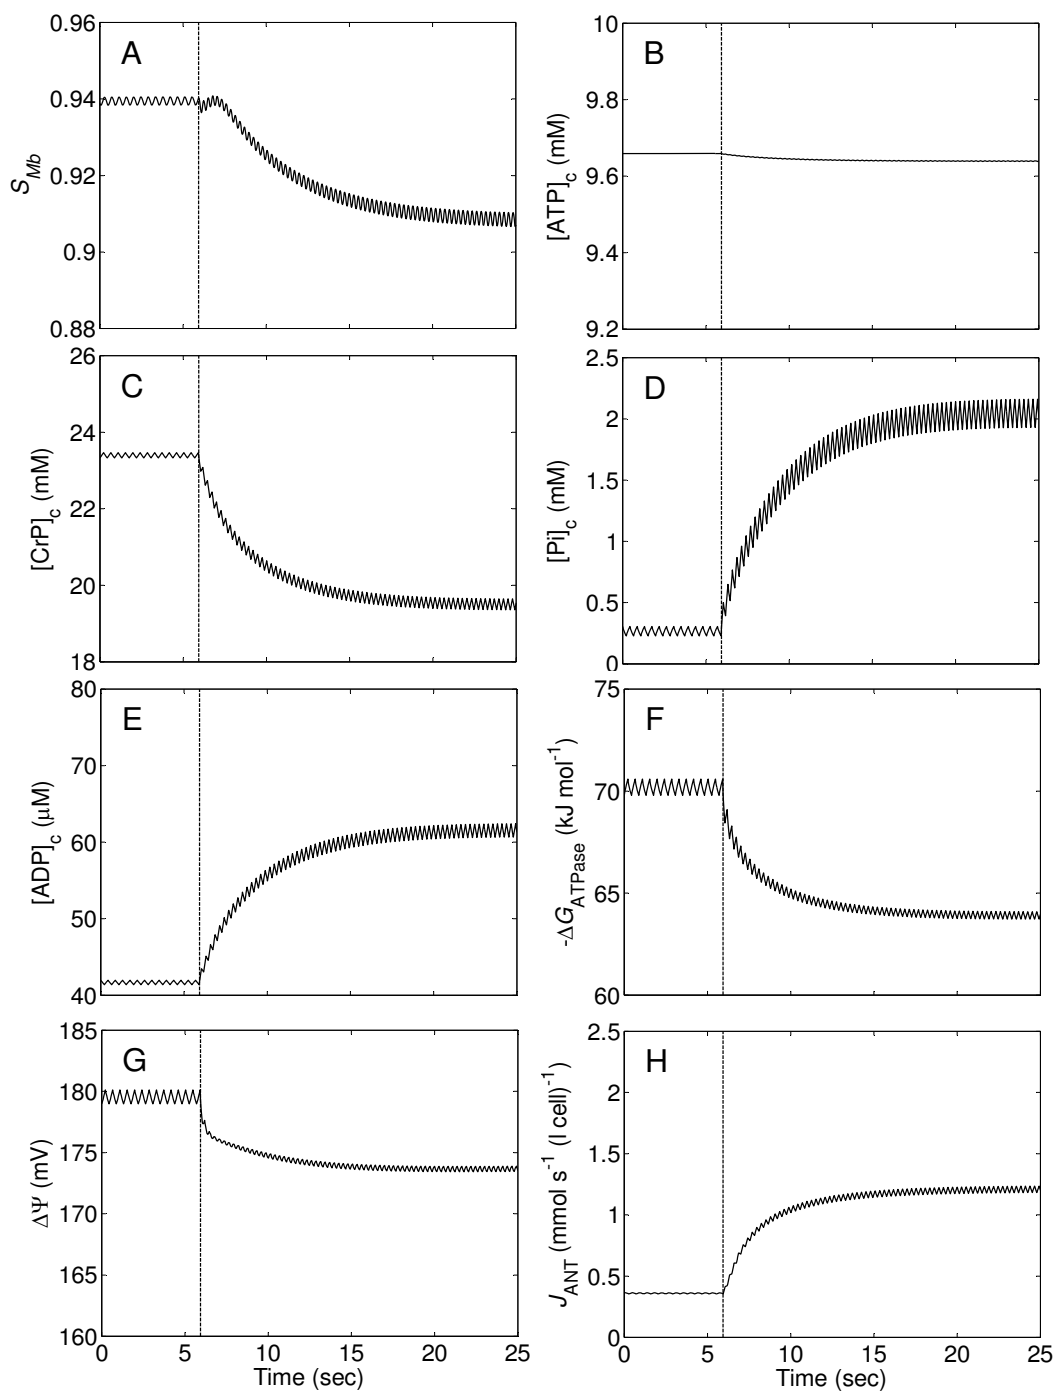 A
S_Mb
0.96
0.94
0.92
0.9
0.88
B
[ATP]_c (mM)
10
9.8
9.6
9.4
9.2
C
[CrP]_c (mM)
26
24
22
20
18
D
[Pi]_c (mM)
2.5
2
1.5
1
0.5
0
E
[ADP]_c (μM)
80
70
60
50
40
F
-ΔG_ATPase (kJ mol⁻¹)
75
70
65
60
G
ΔΨ (mV)
185
180
175
170
165
160
0 5 10 15 20 25
Time (sec)
H
J_ANT (mmol s⁻¹ (l cell)⁻¹)
2.5
2
1.5
1
0.5
0
0 5 10 15 20 25
Time (sec)